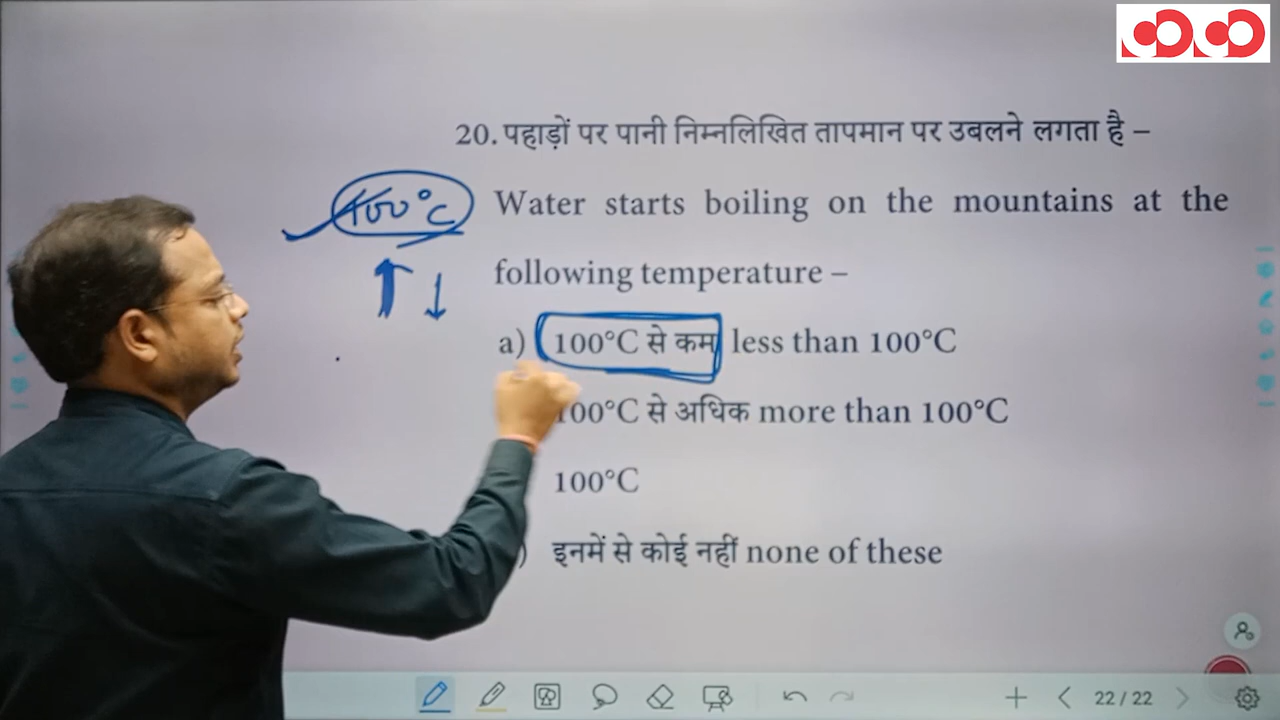 20. पहाड़ों पर पानी निम्नलिखित तापमान पर उबलने लगता है –
100°C
Water starts boiling on the mountains at the
following temperature –
a) 100°C से कम less than 100°C
100°C से अधिक more than 100°C
100°C
) इनमें से कोई नहीं none of these
22 / 22